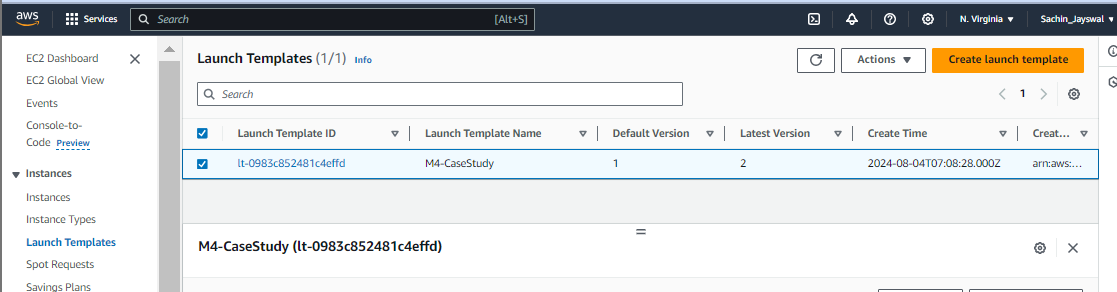 aws Services Search [Alt+S] N. Virginia Sachin_Jayswal
EC2 Dashboard
EC2 Global View
Events
Console-to-
Code Preview
Instances
Instances
Instance Types
Launch Templates
Spot Requests
Savings Plans
Launch Templates (1/1) Info Actions Create launch template
Search 1
Launch Template ID Launch Template Name Default Version Latest Version Create Time Creat...
lt-0983c852481c4effd M4-CaseStudy 1 2 2024-08-04T07:08:28.000Z arn:aws:...
M4-CaseStudy (lt-0983c852481c4effd)